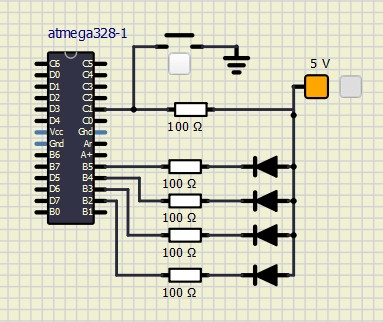 atmega328-1
5 V
C6 C5
D0 C4
D1 C3
D2 C2
D3 C1
D4 C0
Vcc Gnd
Gnd Ar
B6 A+
B7 B5
D5 B4
D6 B3
D7 B2
B0 B1
100 Ω
100 Ω
100 Ω
100 Ω
100 Ω